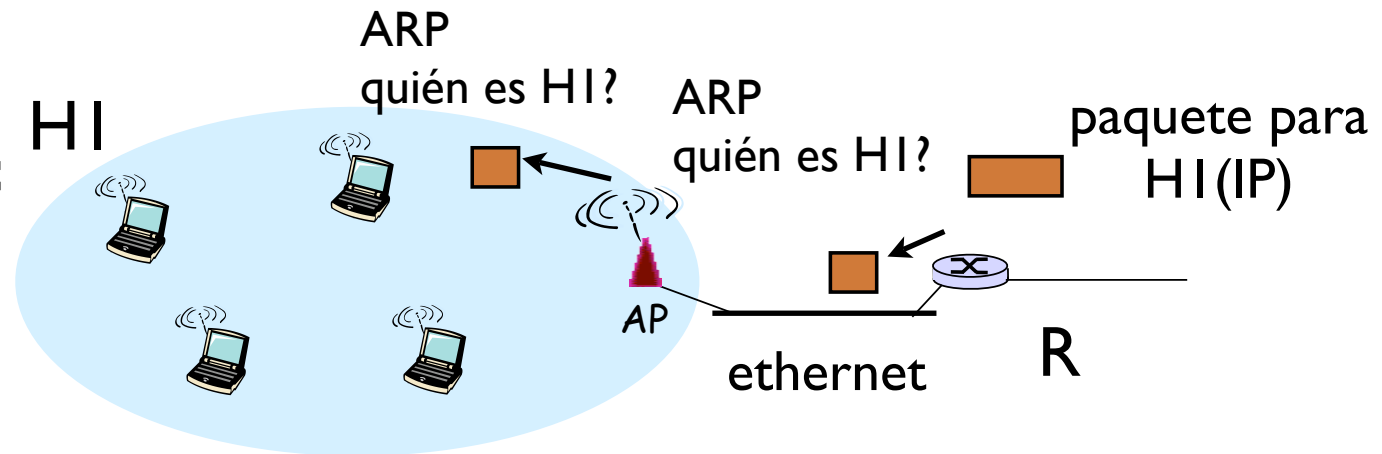 ARP
quién es H1?
H1
ARP
quién es H1?
paquete para
H1(IP)
AP
ethernet
R